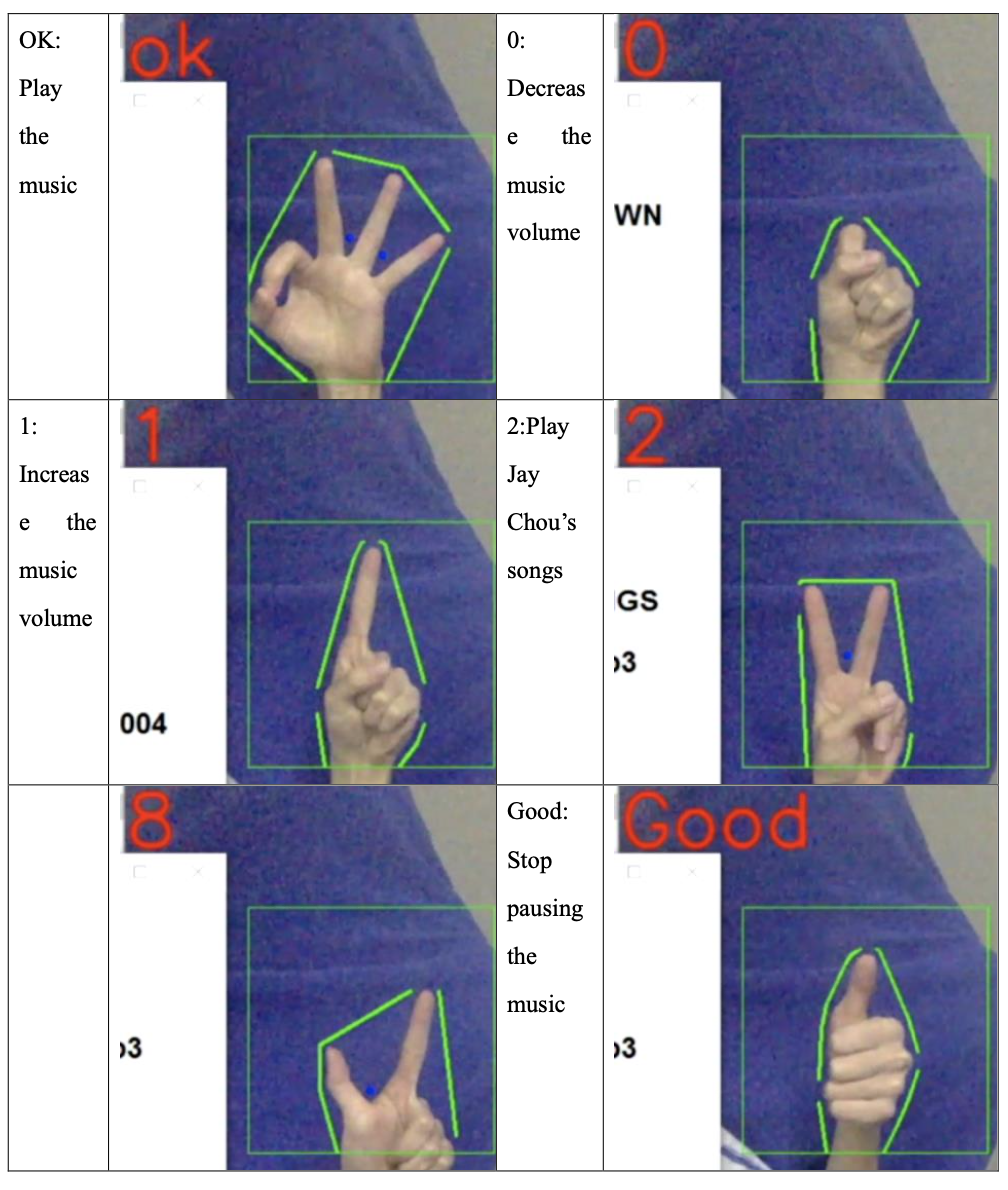 OK:
Play
the
music
ok
0:
Decreas
e the
music
volume
0
WN
1:
Increas
e the
music
volume
1
004
2:Play
Jay
Chou’s
songs
2
GS
3
8
3
Good:
Stop
pausing
the
music
Good
3